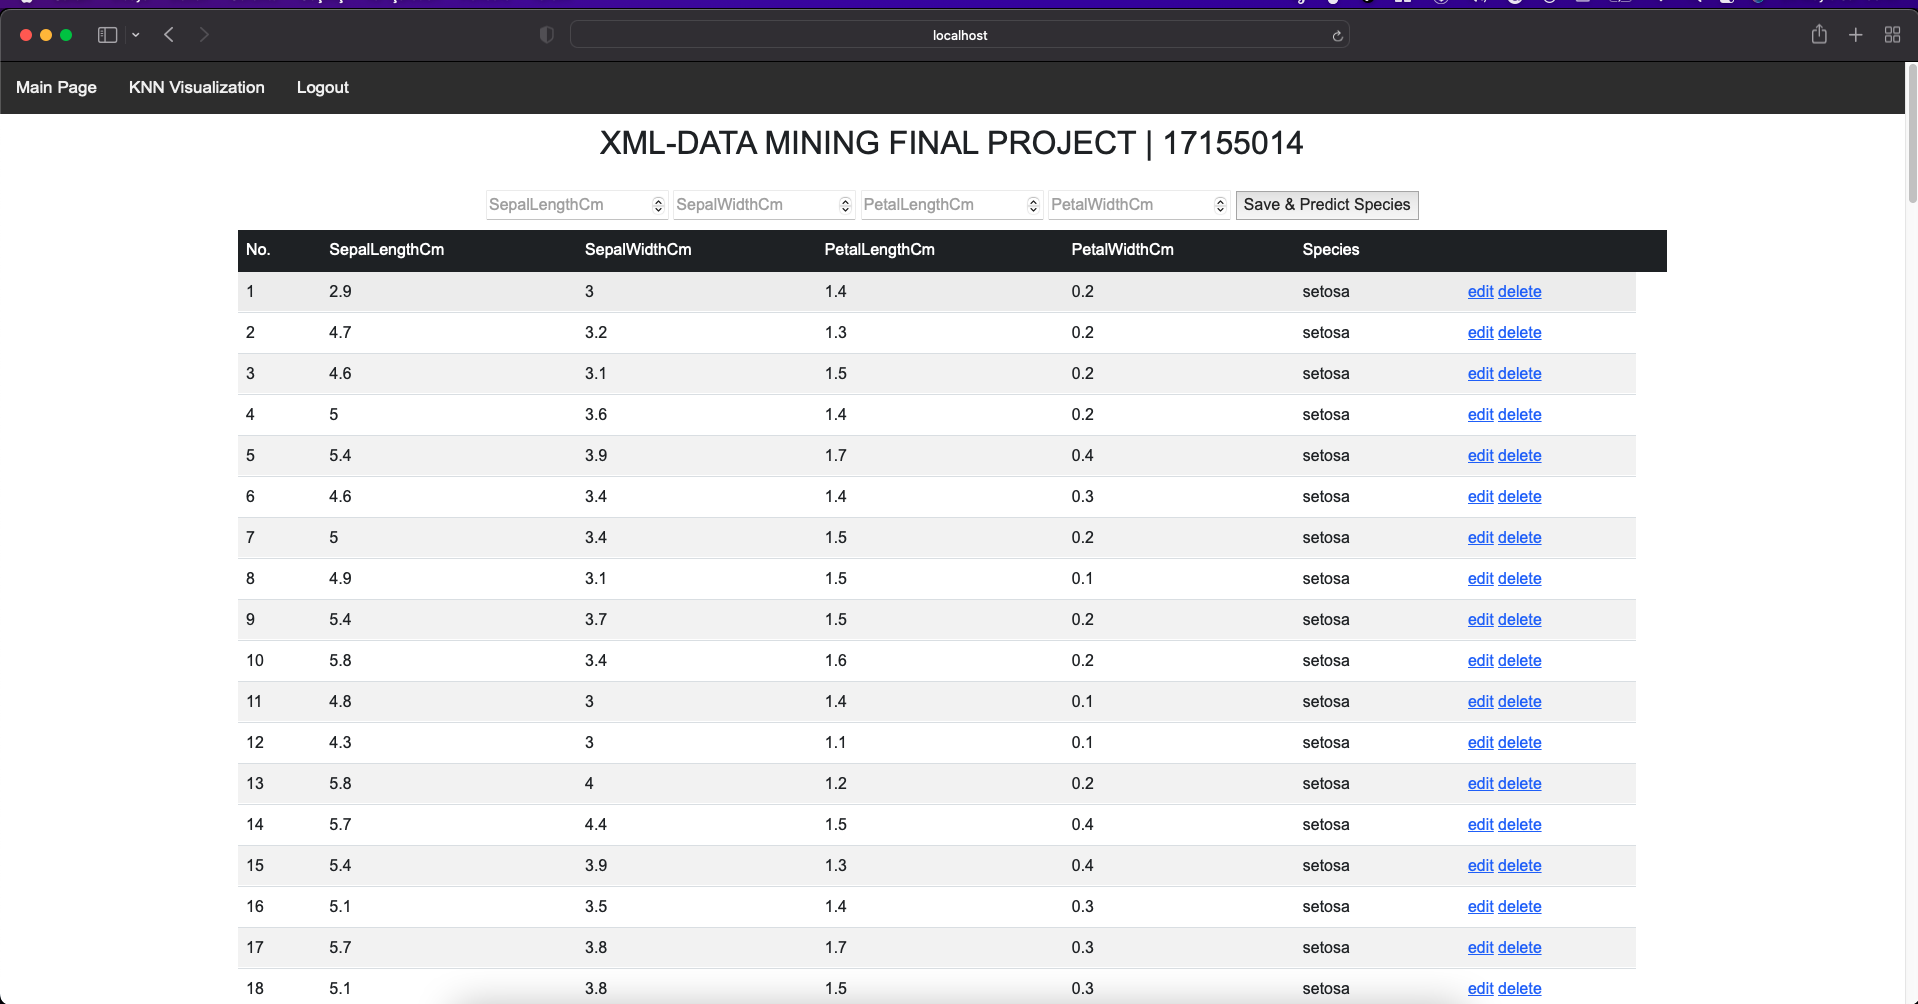 localhost
Main Page KNN Visualization Logout
XML-DATA MINING FINAL PROJECT | 17155014
SepalLengthCm SepalWidthCm PetalLengthCm PetalWidthCm Save & Predict Species
No. SepalLengthCm SepalWidthCm PetalLengthCm PetalWidthCm Species
1 2.9 3 1.4 0.2 setosa edit delete
2 4.7 3.2 1.3 0.2 setosa edit delete
3 4.6 3.1 1.5 0.2 setosa edit delete
4 5 3.6 1.4 0.2 setosa edit delete
5 5.4 3.9 1.7 0.4 setosa edit delete
6 4.6 3.4 1.4 0.3 setosa edit delete
7 5 3.4 1.5 0.2 setosa edit delete
8 4.9 3.1 1.5 0.1 setosa edit delete
9 5.4 3.7 1.5 0.2 setosa edit delete
10 5.8 3.4 1.6 0.2 setosa edit delete
11 4.8 3 1.4 0.1 setosa edit delete
12 4.3 3 1.1 0.1 setosa edit delete
13 5.8 4 1.2 0.2 setosa edit delete
14 5.7 4.4 1.5 0.4 setosa edit delete
15 5.4 3.9 1.3 0.4 setosa edit delete
16 5.1 3.5 1.4 0.3 setosa edit delete
17 5.7 3.8 1.7 0.3 setosa edit delete
18 5.1 3.8 1.5 0.3 setosa edit delete